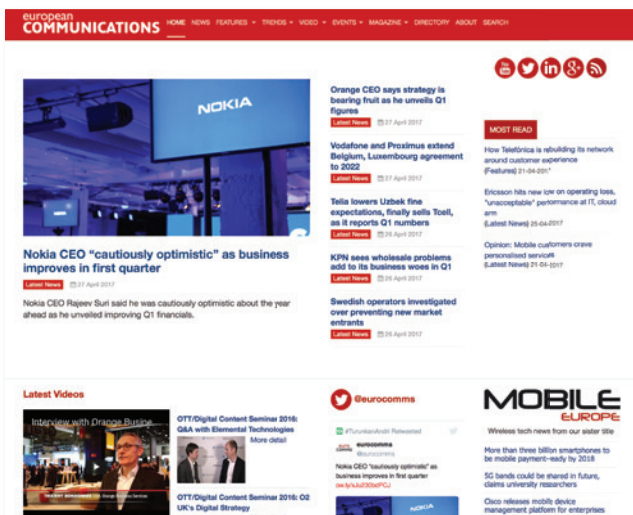 european
COMMUNICATIONS
HOME NEWS FEATURES TRENDS VIDEO EVENTS MAGAZINE DIRECTORY ABOUT SEARCH
You
Tube
NOKIA
Nokia CEO “cautiously optimistic” as business
improves in first quarter
Latest News 27 April 2017
Nokia CEO Rajeev Suri said he was cautiously optimistic about the year
ahead as he unveiled improving Q1 financials.
Orange CEO says strategy is
bearing fruit as he unveils Q1
figures
Latest News 27 April 2017
Vodafone and Proximus extend
Belgium, Luxembourg agreement
to 2022
Latest News 27 April 2017
Telia lowers Uzbek fine
expectations, finally sells Tcell,
as it reports Q1 numbers
Latest News 26 April 2017
KPN sees wholesale problems
add to its business woes in Q1
Latest News 26 April 2017
Swedish operators investigated
over preventing new market
entrants
Latest News 26 April 2017
MOST READ
How Telefónica is rebuilding its network
around customer experience
(Features) 21-04-2017
Ericsson hits new low on operating loss,
"unacceptable" performance at IT, cloud
arm
(Latest News) 25-04-2017
Opinion: Mobile customers crave
personalised services
(Latest News) 21-04-2017
Latest Videos
Interview with Orange Busine...
OTT/Digital Content Seminar 2016:
Q&A with Elemental Technologies
More detail
OTT/Digital Content Seminar 2016: O2
UK's Digital Strategy
@eurocomms
#TurunkanAndri Retweeted
eurocomms
@eurocomms
Nokia CEO "cautiously optimistic" as
business improves in first quarter
NOKIA
MOBILE
EUROPE
Wireless tech news from our sister title
More than three billion smartphones to
be mobile payment-ready by 2018
5G bands could be shared in future,
claims university researchers
Cisco releases mobile device
management platform for enterprises